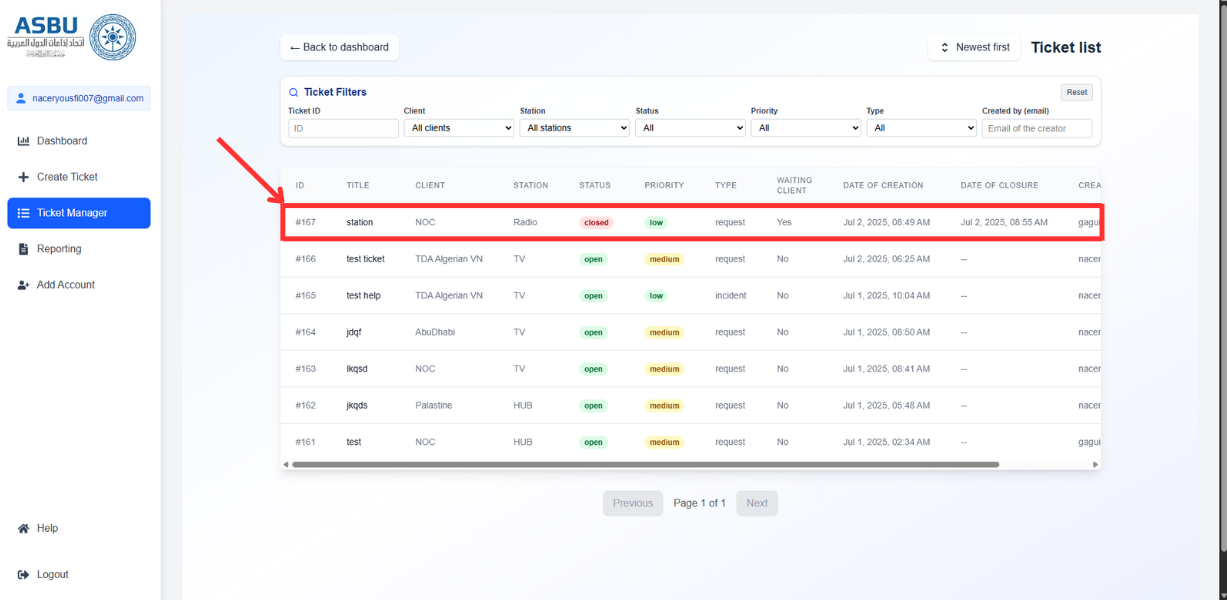 ASBU
اتحاد إذاعات الدول العربية
naceryousfi007@gmail.com
Dashboard
Create Ticket
Ticket Manager
Reporting
Add Account
Help
Logout
← Back to dashboard
Newest first
Ticket list
Ticket Filters
Reset
Ticket ID Client Station Status Priority Type Created by (email)
ID All clients All stations All All All Email of the creator
ID TITLE CLIENT STATION STATUS PRIORITY TYPE WAITING CLIENT DATE OF CREATION DATE OF CLOSURE CREA
#167 station NOC Radio closed low request Yes Jul 2, 2025, 08:49 AM Jul 2, 2025, 08:55 AM gagui
#166 test ticket TDA Algerian VN TV open medium request No Jul 2, 2025, 06:25 AM -- nacer
#165 test help TDA Algerian VN TV open low incident No Jul 1, 2025, 10:04 AM -- nacer
#164 jdqf AbuDhabi TV open medium request No Jul 1, 2025, 08:50 AM -- nacer
#163 lkqsd NOC TV open medium request No Jul 1, 2025, 08:41 AM -- nacer
#162 jkqds Palastine HUB open medium request No Jul 1, 2025, 05:48 AM -- nacer
#161 test NOC HUB open medium request No Jul 1, 2025, 02:34 AM -- gagui
Previous Page 1 of 1 Next